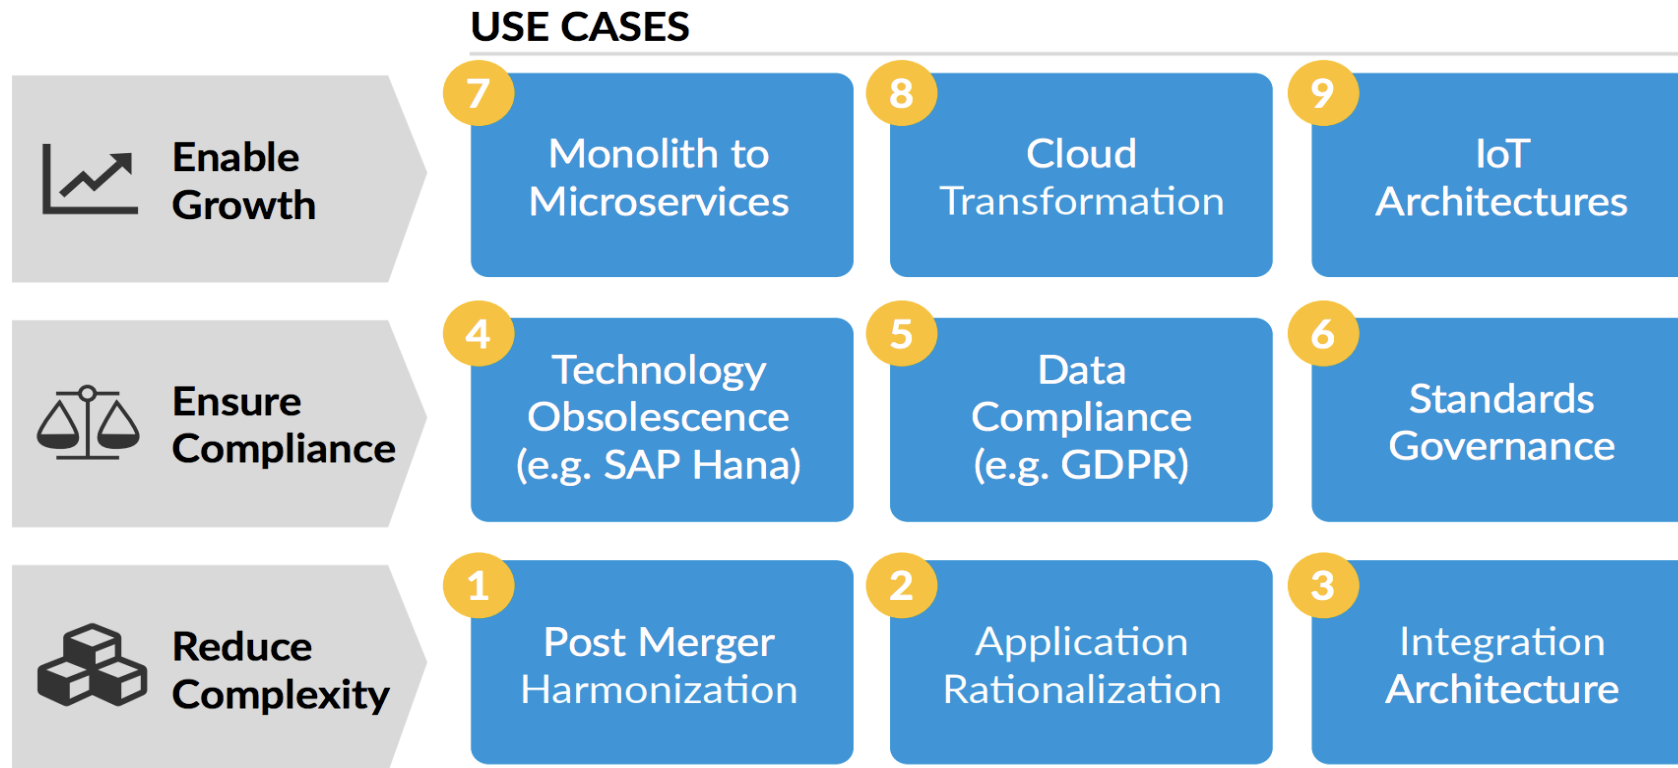 USE CASES
Enable
Growth
7
Monolith to
Microservices
8
Cloud
Transformation
9
IoT
Architectures
Ensure
Compliance
4
Technology
Obsolescence
(e.g. SAP Hana)
5
Data
Compliance
(e.g. GDPR)
6
Standards
Governance
Reduce
Complexity
1
Post Merger
Harmonization
2
Application
Rationalization
3
Integration
Architecture